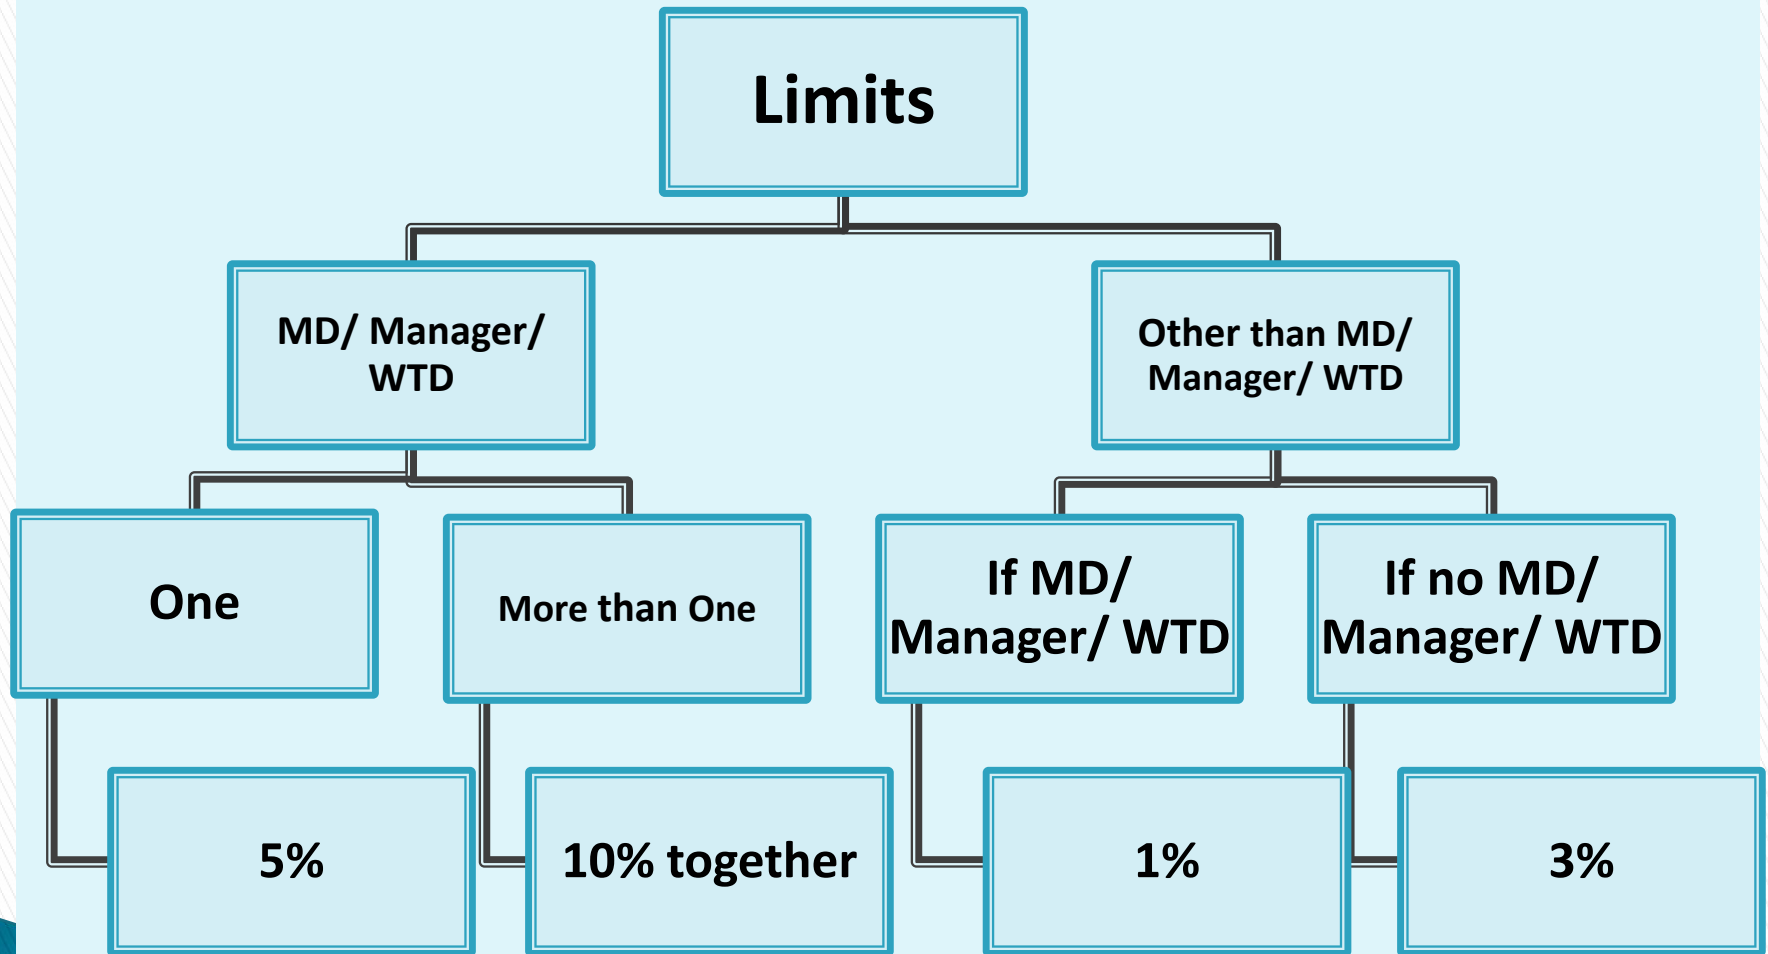 Limits
MD/ Manager/
WTD
Other than MD/
Manager/ WTD
One
More than One
If MD/
Manager/ WTD
If no MD/
Manager/ WTD
5%
10% together
1%
3%